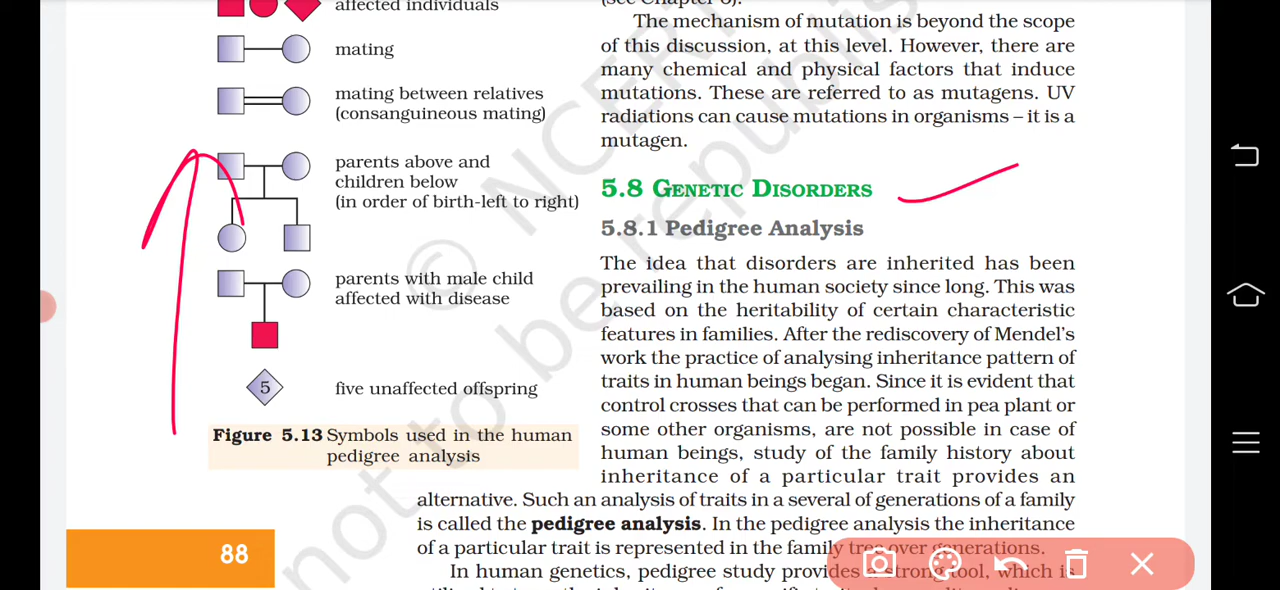 affected individuals
mating
mating between relatives
(consanguineous mating)
parents above and
children below
(in order of birth-left to right)
parents with male child
affected with disease
5
five unaffected offspring
Figure 5.13 Symbols used in the human
pedigree analysis
88
The mechanism of mutation is beyond the scope
of this discussion, at this level. However, there are
many chemical and physical factors that induce
mutations. These are referred to as mutagens. UV
radiations can cause mutations in organisms – it is a
mutagen.
5.8 GENETIC DISORDERS
5.8.1 Pedigree Analysis
The idea that disorders are inherited has been
prevailing in the human society since long. This was
based on the heritability of certain characteristic
features in families. After the rediscovery of Mendel's
work the practice of analysing inheritance pattern of
traits in human beings began. Since it is evident that
control crosses that can be performed in pea plant or
some other organisms, are not possible in case of
human beings, study of the family history about
inheritance of a particular trait provides an
alternative. Such an analysis of traits in a several of generations of a family
is called the pedigree analysis. In the pedigree analysis the inheritance
of a particular trait is represented in the family tree over generations.
In human genetics, pedigree study provides a strong tool, which is
© NCERT
not to be republis